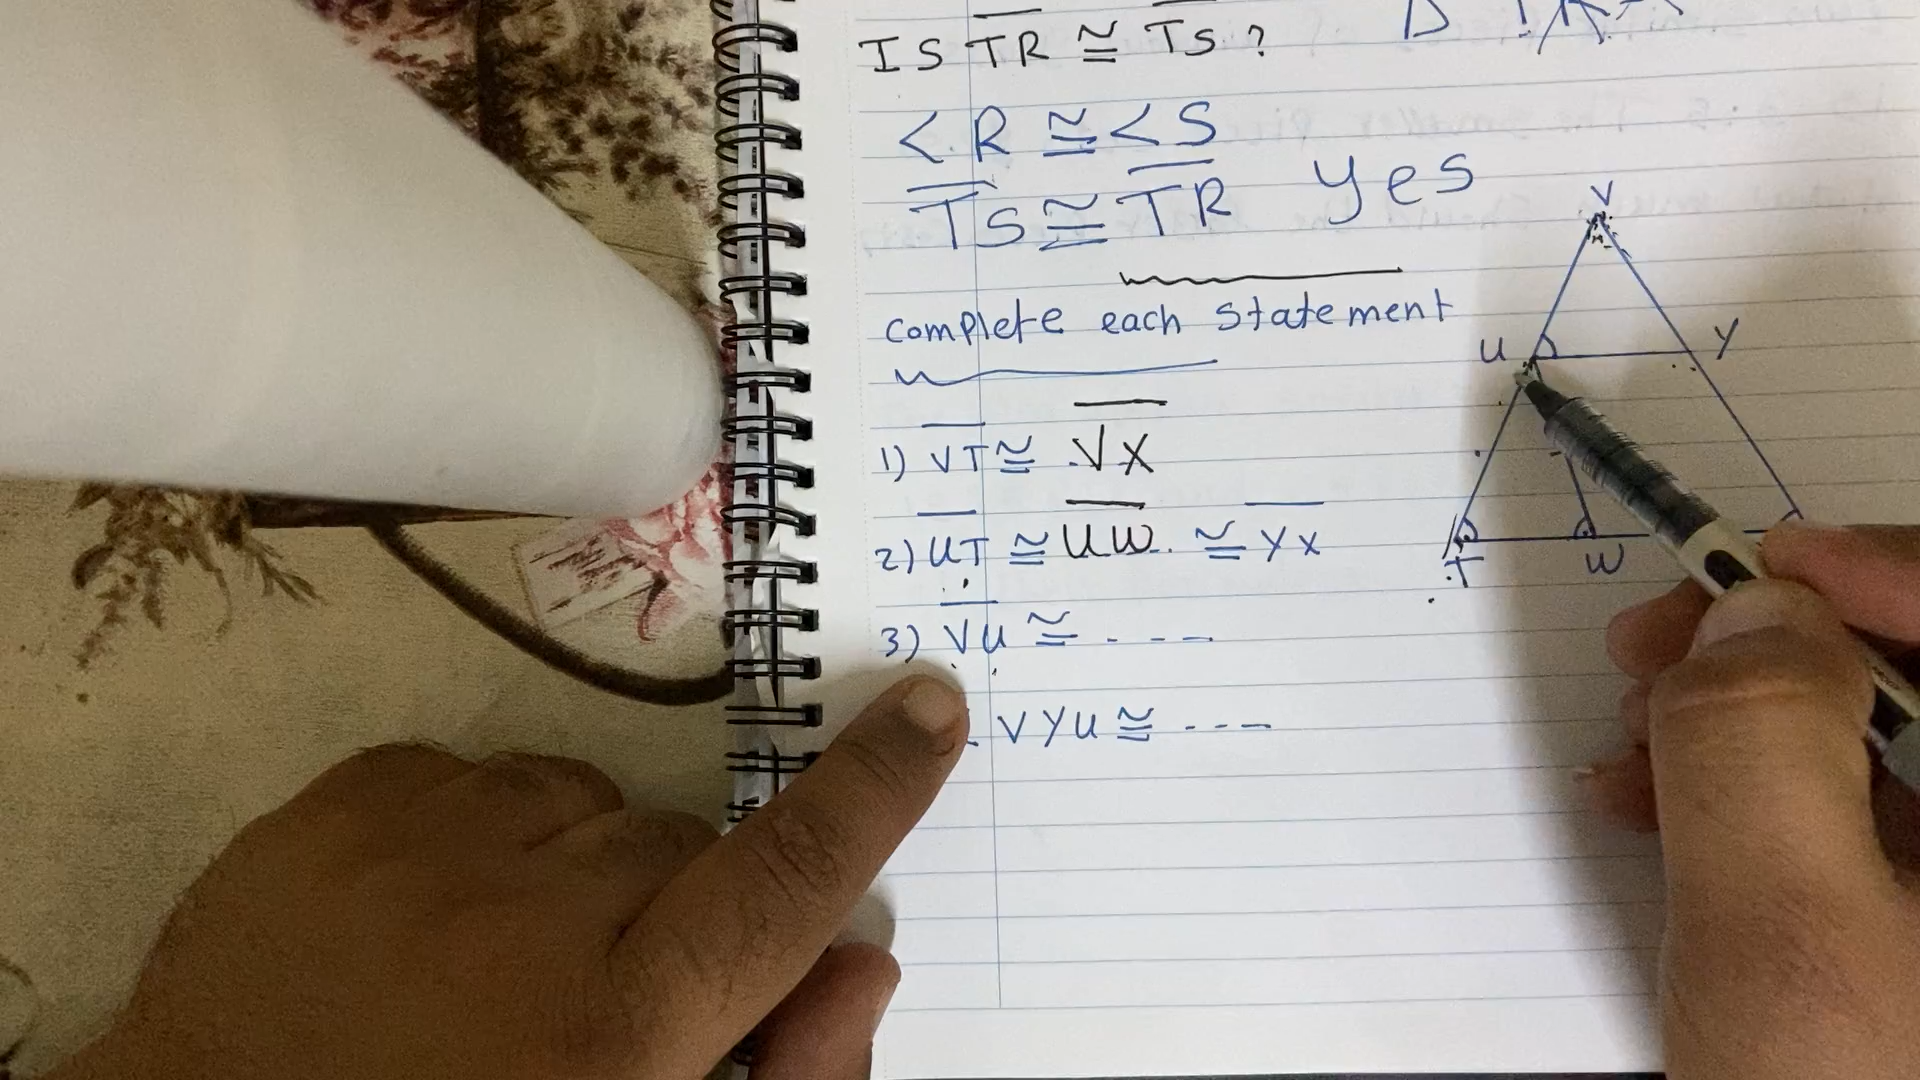 IS TR ≅ TS ?
<R ≅ <S
TS ≅ TR yes
complete each statement
1) VT ≅ VX
2) UT ≅ UW ≅ YX
3) VU ≅ - - - -
VYU ≅ - - -
V
U
Y
T
W